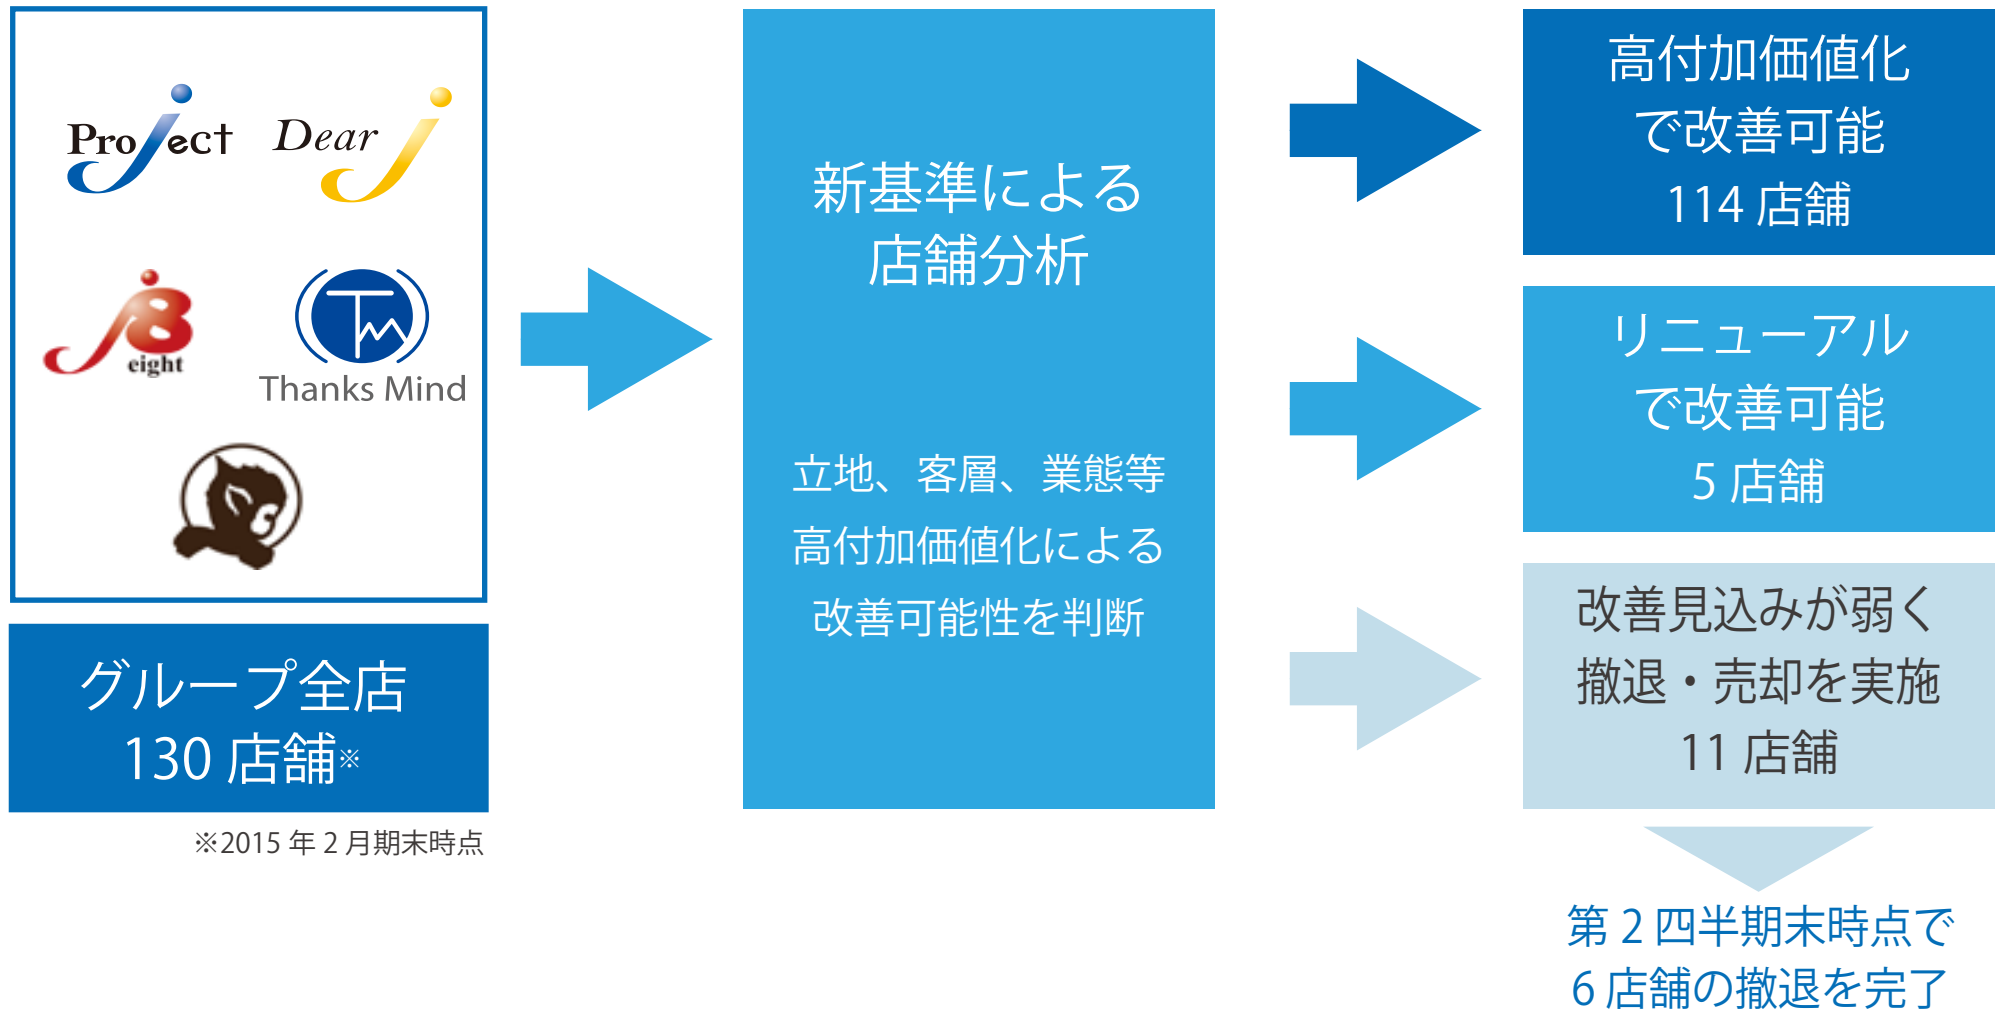 Project
Dear J
J8
eight
TM
Thanks Mind
グループ全店
130 店舗※
※2015 年 2 月期末時点
新基準による
店舗分析
立地、客層、業態等
高付加価値化による
改善可能性を判断
高付加価値化
で改善可能
114 店舗
リニューアル
で改善可能
5 店舗
改善見込みが弱く
撤退・売却を実施
11 店舗
第 2 四半期末時点で
6 店舗の撤退を完了